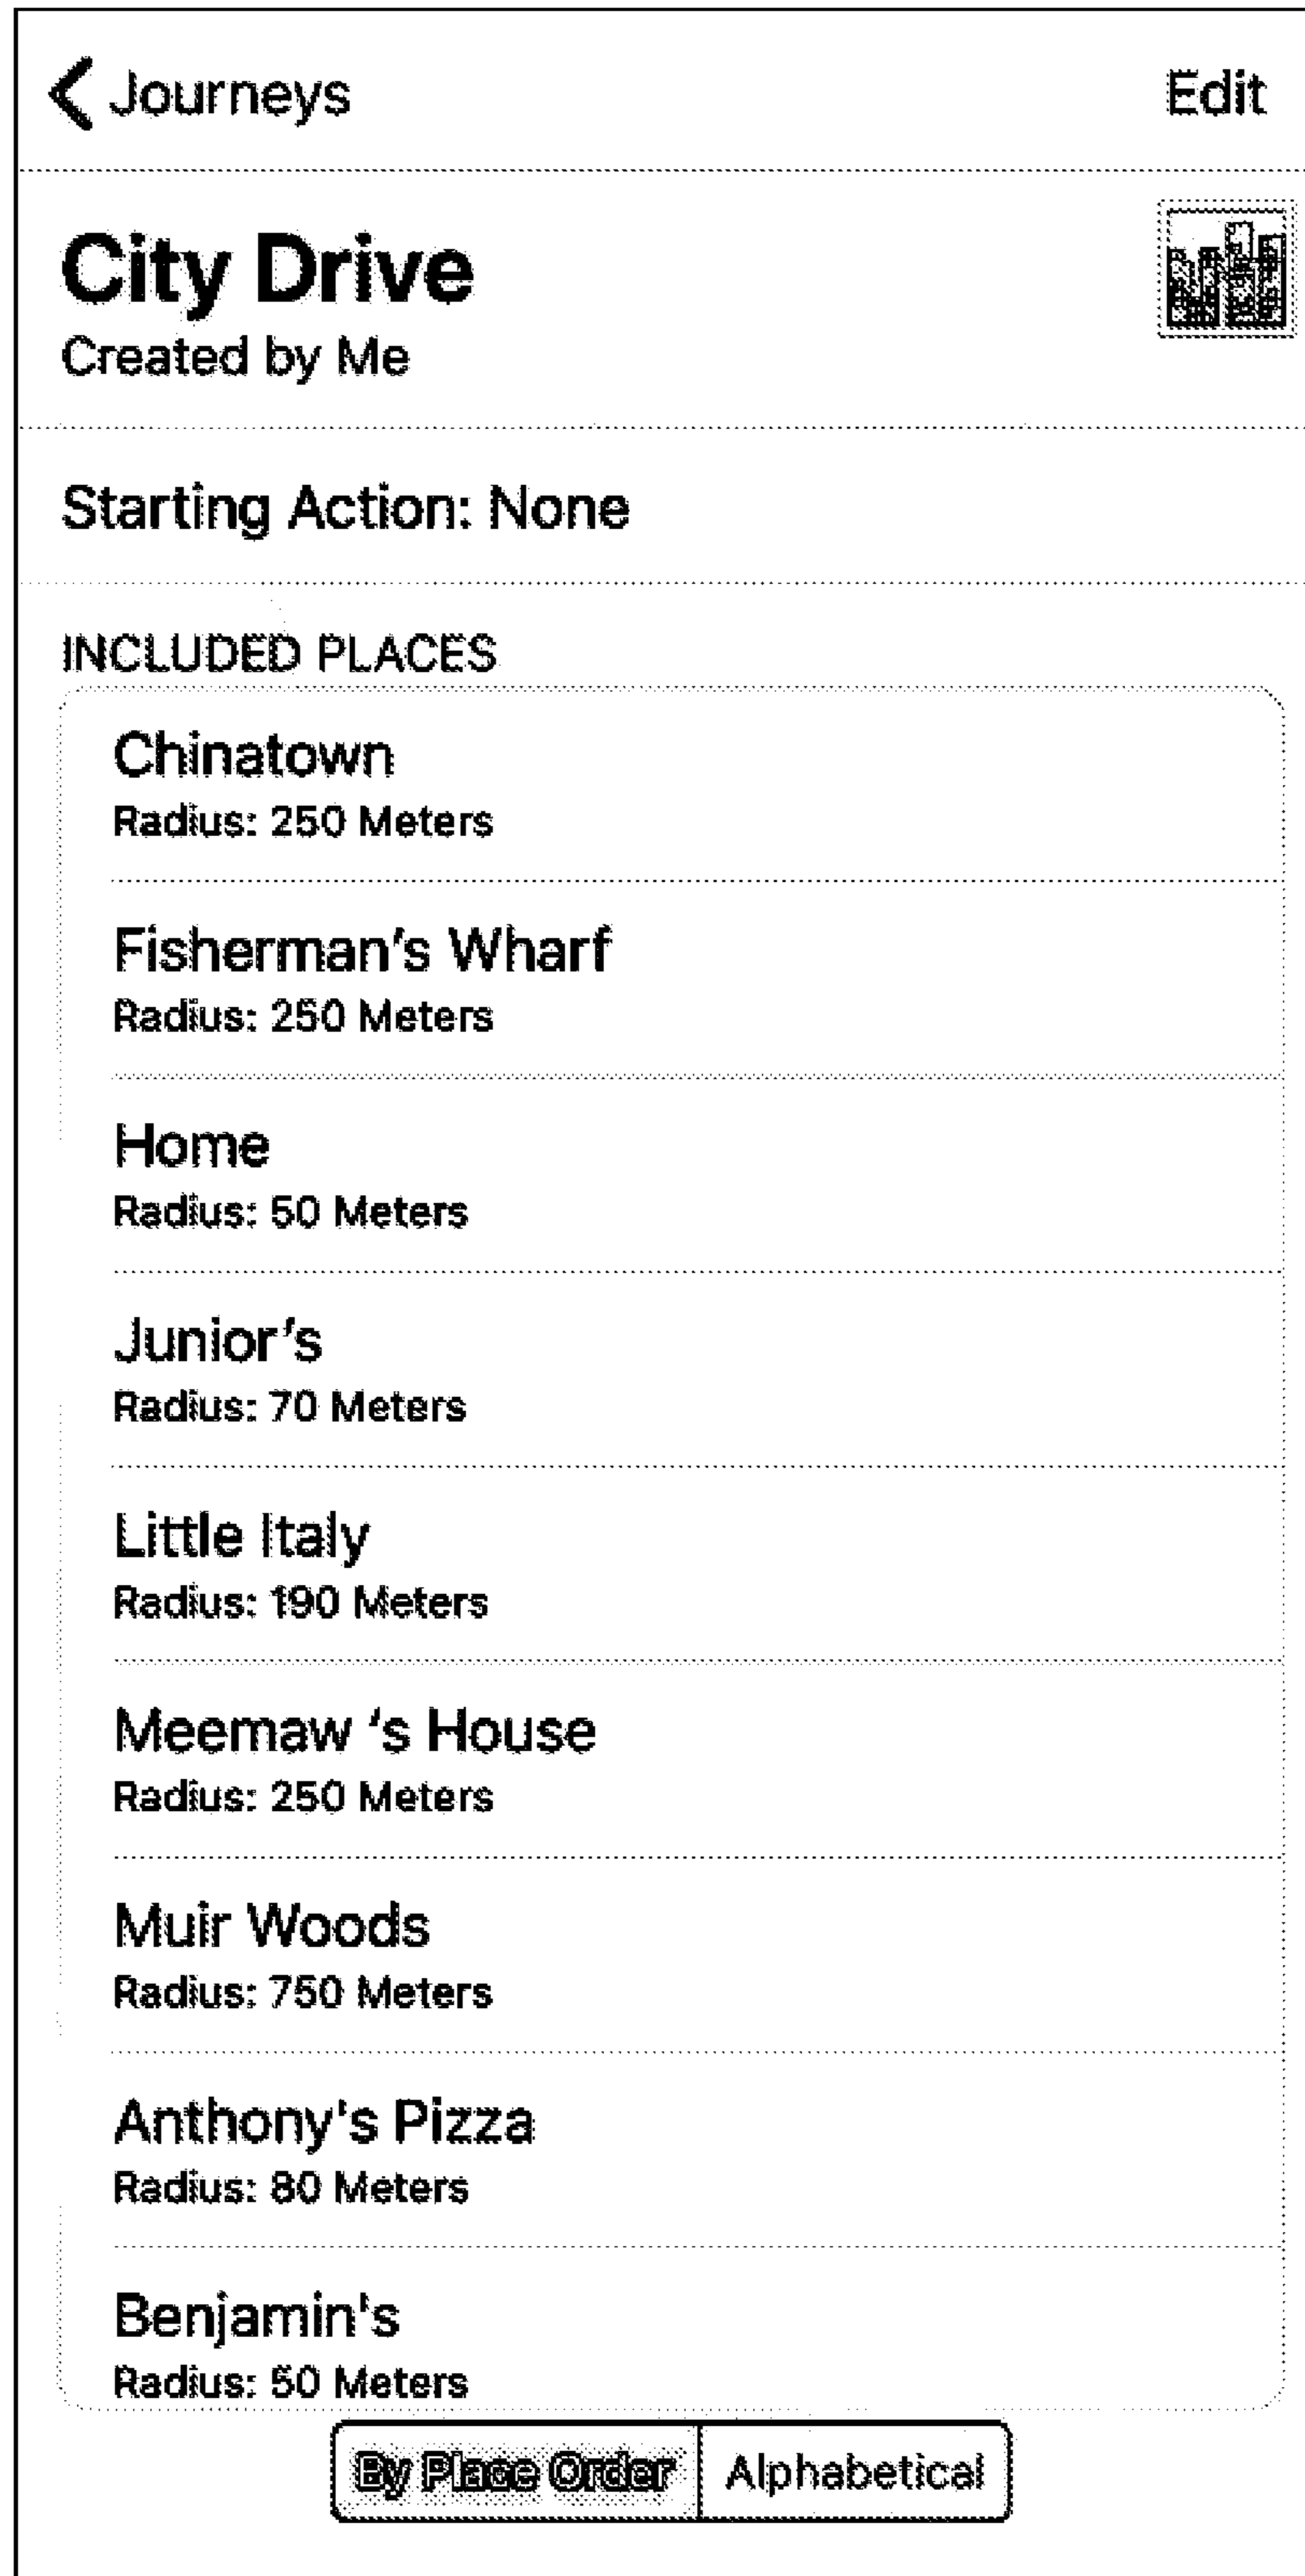 Journeys
Edit
City Drive
Created by Me
Starting Action: None
INCLUDED PLACES
Chinatown
Radius: 250 Meters
Fisherman’s Wharf
Radius: 250 Meters
Home
Radius: 50 Meters
Junior’s
Radius: 70 Meters
Little Italy
Radius: 190 Meters
Meemaw ‘s House
Radius: 250 Meters
Muir Woods
Radius: 750 Meters
Anthony's Pizza
Radius: 80 Meters
Benjamin's
Radius: 50 Meters
By Place Order
Alphabetical